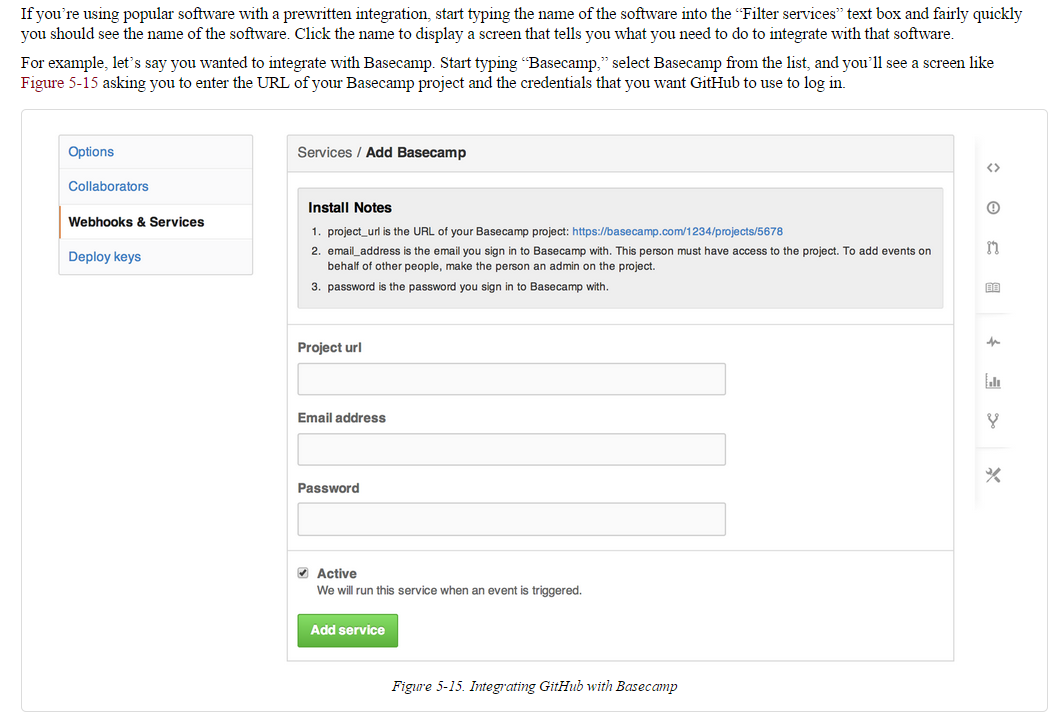 If you’re using popular software with a prewritten integration, start typing the name of the software into the “Filter services” text box and fairly quickly
you should see the name of the software. Click the name to display a screen that tells you what you need to do to integrate with that software.
For example, let’s say you wanted to integrate with Basecamp. Start typing “Basecamp,” select Basecamp from the list, and you’ll see a screen like
Figure 5-15 asking you to enter the URL of your Basecamp project and the credentials that you want GitHub to use to log in.
Options
Collaborators
Webhooks & Services
Deploy keys
Services / Add Basecamp
Install Notes
1. project_url is the URL of your Basecamp project: https://basecamp.com/1234/projects/5678
2. email_address is the email you sign in to Basecamp with. This person must have access to the project. To add events on
behalf of other people, make the person an admin on the project.
3. password is the password you sign in to Basecamp with.
Project url
Email address
Password
Active
We will run this service when an event is triggered.
Add service
Figure 5-15. Integrating GitHub with Basecamp